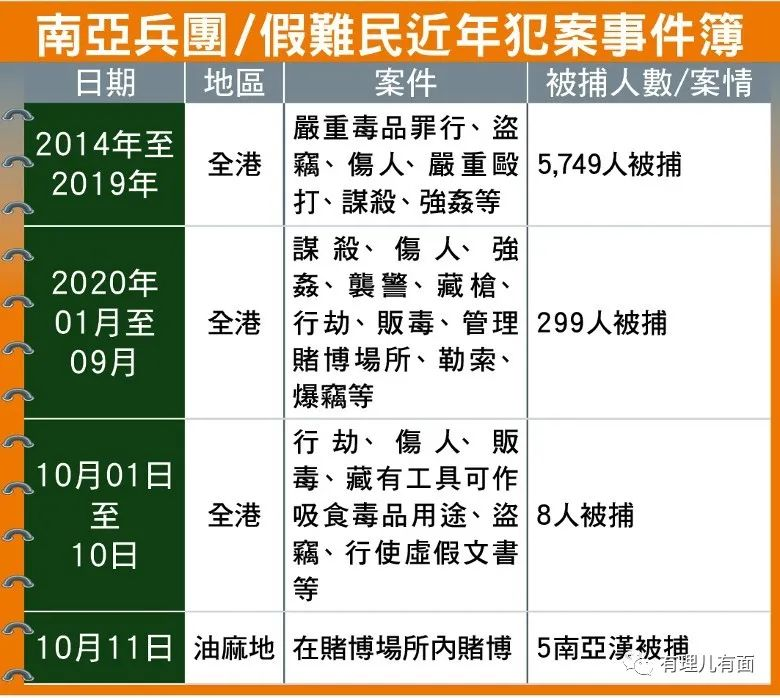 南亞兵團/假難民近年犯案事件簿
日期 地區 案件 被捕人數/案情
2014年至
2019年
全港
嚴重毒品罪行、盜
竊、傷人、嚴重毆
打、謀殺、強姦等
5,749人被捕
2020年
01月至
09月
全港
謀殺、傷人、強
姦、襲警、藏槍、
行劫、販毒、管理
賭博場所、勒索、
爆竊等
299人被捕
10月01日
至
10日
全港
行劫、傷人、販
毒、藏有工具可作
吸食毒品用途、盜
竊、行使虛假文書
等
8人被捕
10月11日
油麻地
在賭博場所內賭博
5南亞漢被捕
有理儿有面